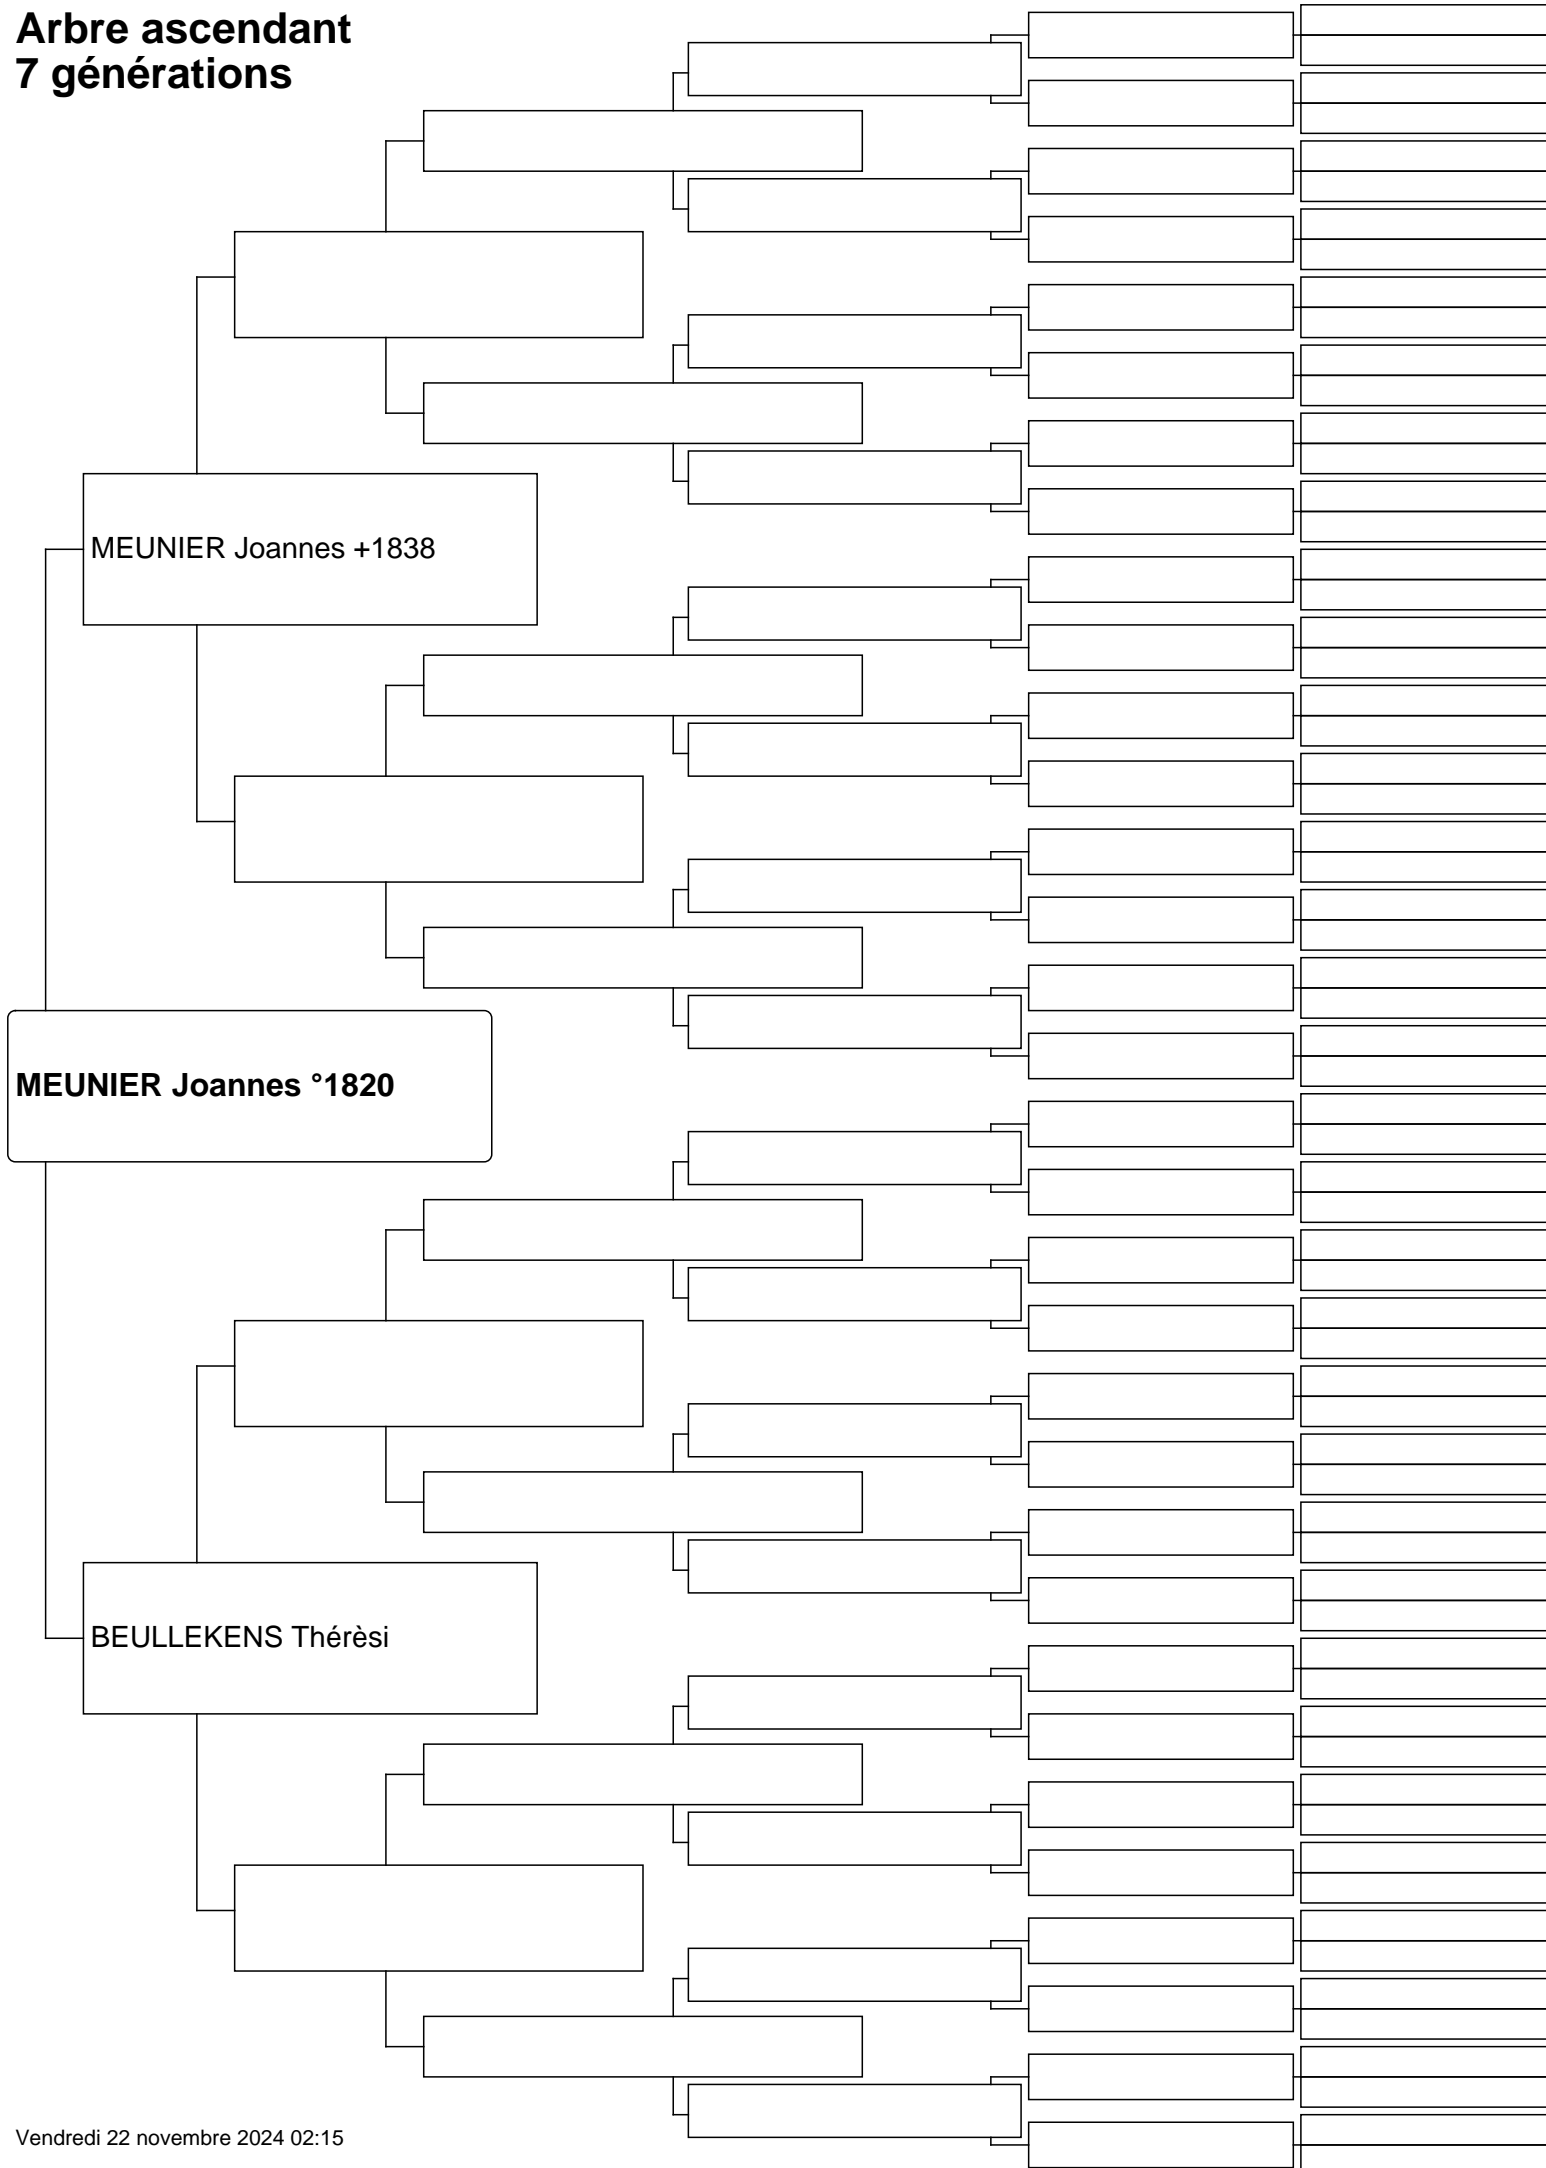 Arbre ascendant
7 générations
MEUNIER Joannes +1838
MEUNIER Joannes °1820
BEULLEKENS Thérèsi
Vendredi 22 novembre 2024 02:15